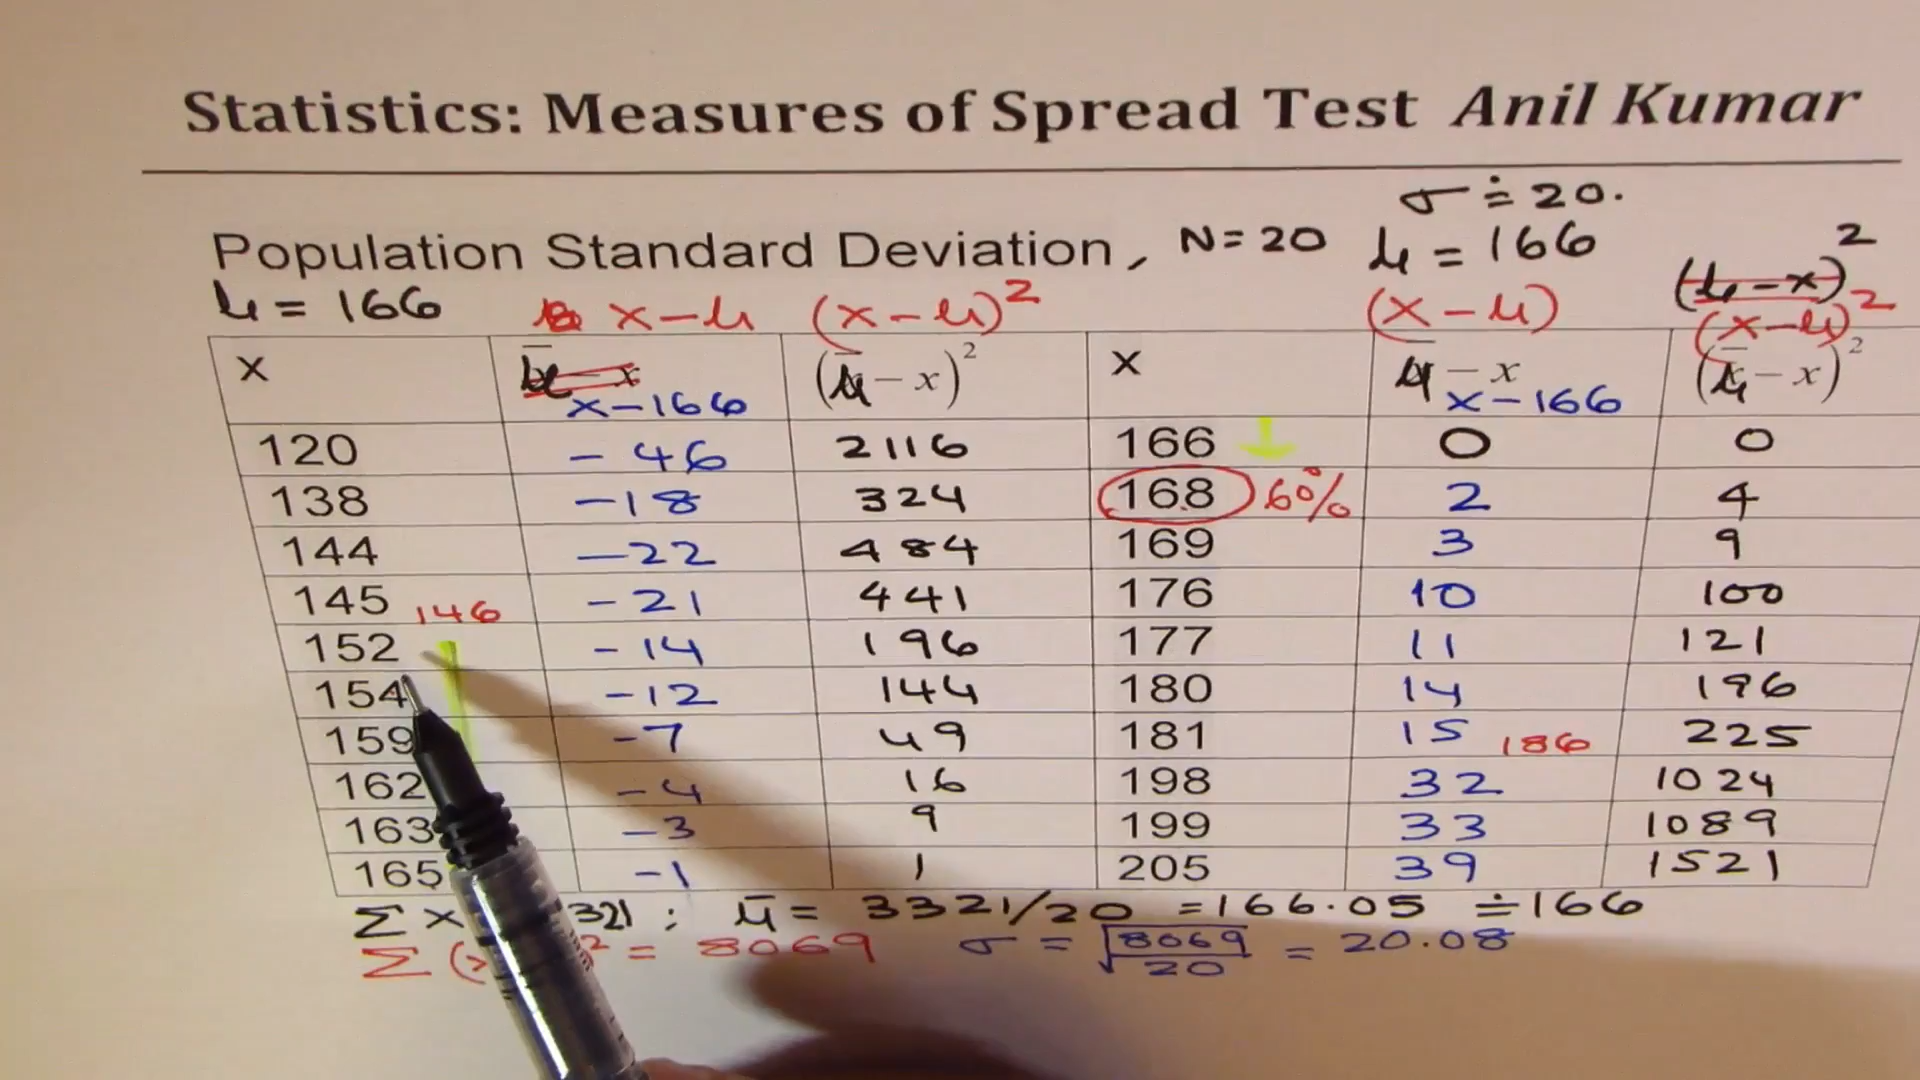 Statistics: Measures of Spread Test Anil Kumar
σ ≐ 20.
Population Standard Deviation, N = 20 μ = 166
μ = 166 x-μ (x-μ)² (x-μ) (μ-x)² (x-μ)²
x x-166 (μ-x)² x μ-x x-166 (μ-x)²
120 -46 2116 166 0 0
138 -18 324 168 60% 2 4
144 -22 484 169 3 9
145 146 -21 441 176 10 100
152 -14 196 177 11 121
154 -12 144 180 14 196
159 -7 49 181 15 186 225
162 -4 16 198 32 1024
163 -3 9 199 33 1089
165 -1 1 205 39 1521
Σx 321 ; μ = 3321/20 = 166.05 ≐ 166
Σ( ² = 8069 σ = √8069/20 = 20.08